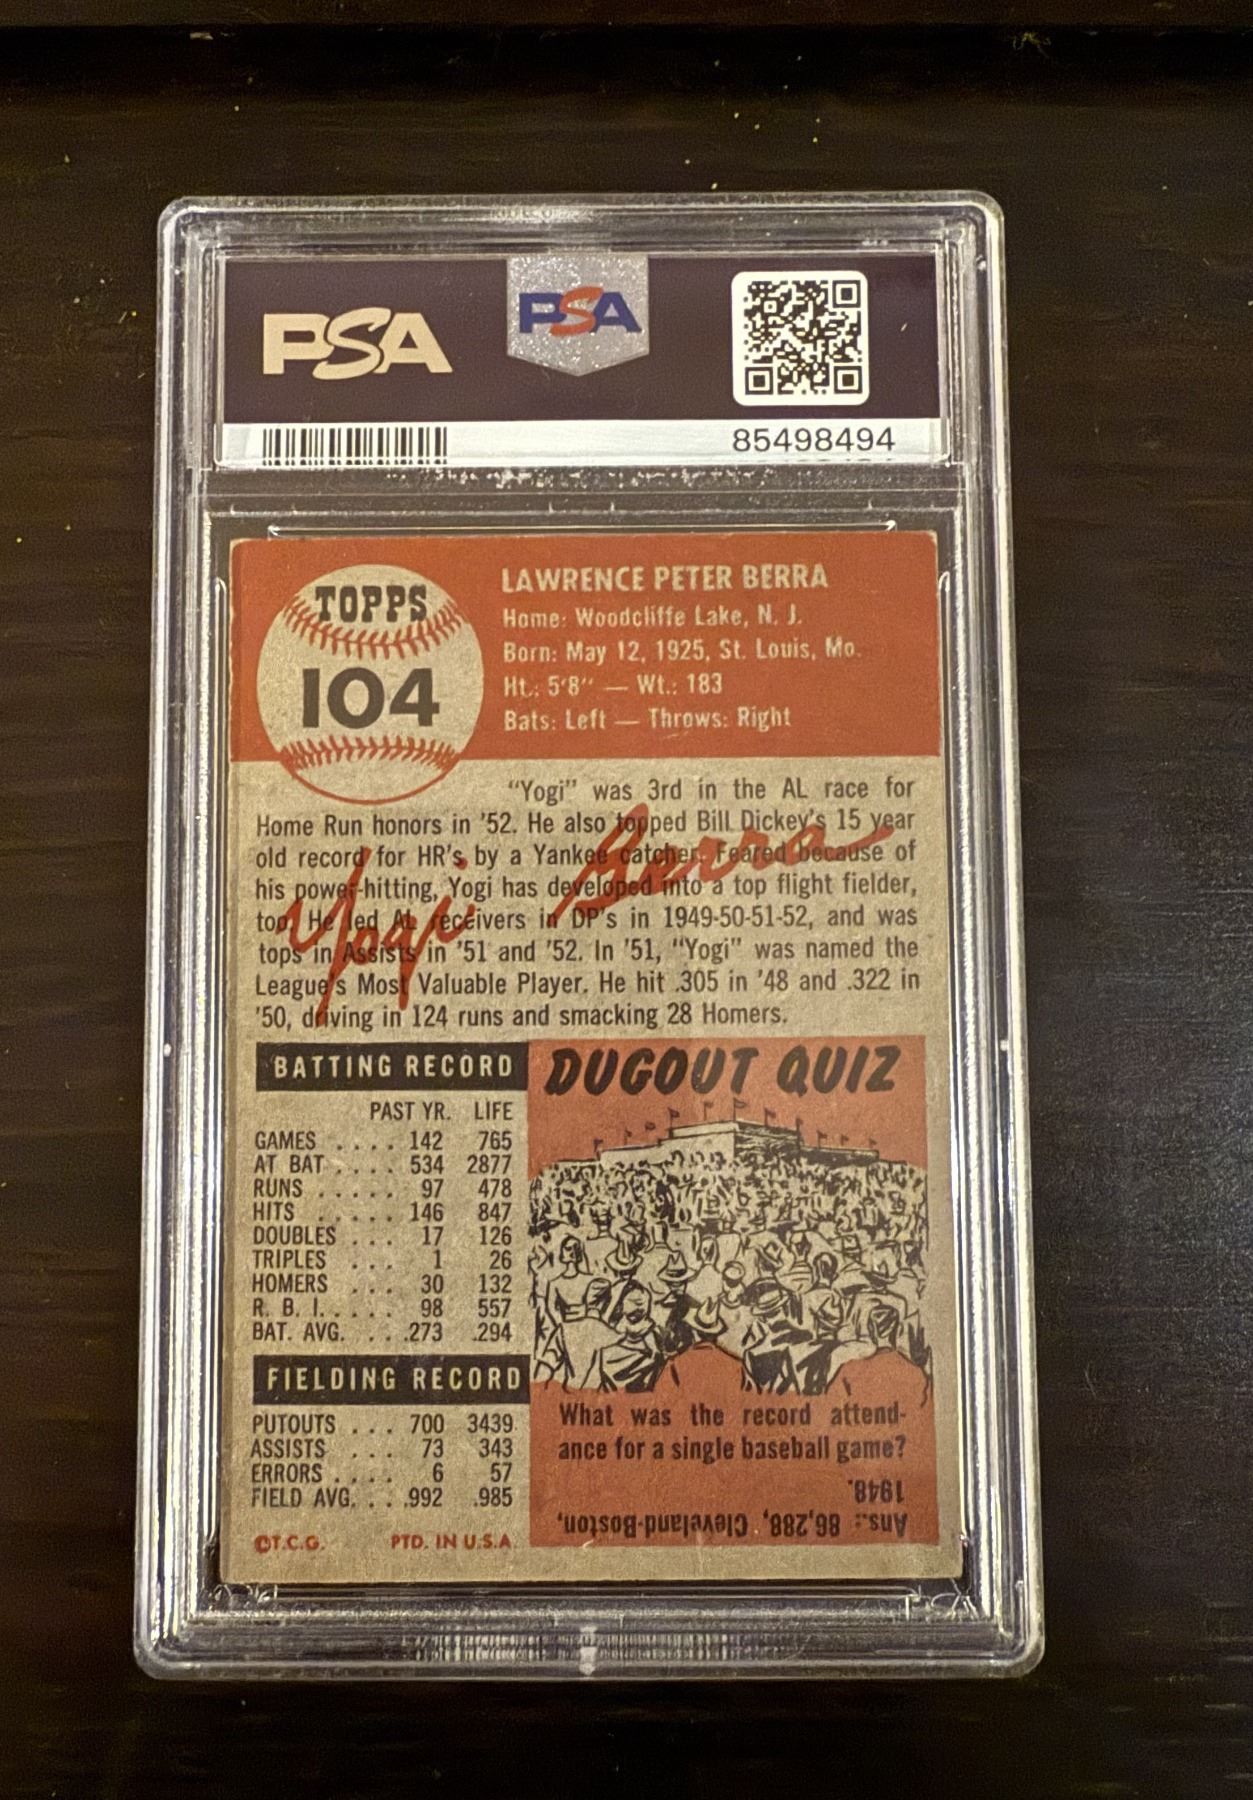 PSA
PSA
85498494
TOPPS
104
LAWRENCE PETER BERRA
Home: Woodcliffe Lake, N. J.
Born: May 12, 1925, St. Louis, Mo.
Ht.: 5'8" — Wt.: 183
Bats: Left — Throws: Right
"Yogi" was 3rd in the AL race for
Home Run honors in '52. He also topped Bill Dickey's 15 year
old record for HR's by a Yankee catcher. Feared because of
his power-hitting, Yogi has developed into a top flight fielder,
too. He led AL receivers in DP's in 1949-50-51-52, and was
tops in Assists in '51 and '52. In '51, "Yogi" was named the
League's Most Valuable Player. He hit .305 in '48 and .322 in
'50, driving in 124 runs and smacking 28 Homers.
Yogi Berra
BATTING RECORD
PAST YR. LIFE
GAMES .... 142 765
AT BAT .... 534 2877
RUNS ..... 97 478
HITS ..... 146 847
DOUBLES ... 17 126
TRIPLES ... 1 26
HOMERS ... 30 132
R. B. I. .... 98 557
BAT. AVG. ... .273 .294
FIELDING RECORD
PUTOUTS ... 700 3439
ASSISTS ... 73 343
ERRORS .... 6 57
FIELD AVG. ... .992 .985
©T.C.G. PTD. IN U.S.A.
DUGOUT QUIZ
What was the record attend-
ance for a single baseball game?
Ans.: 86,288, Cleveland-Boston,
1948.